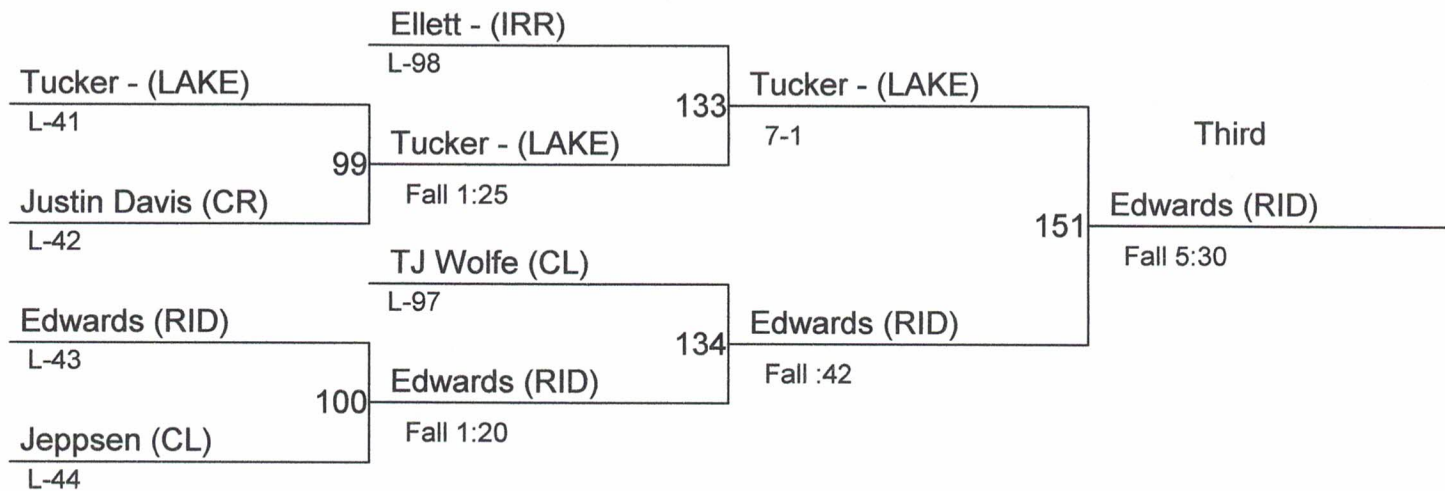 Ellett - (IRR)
L-98
Tucker - (LAKE)
L-41
133
Tucker - (LAKE)
7-1
Third
99
Tucker - (LAKE)
Fall 1:25
Justin Davis (CR)
L-42
151
Edwards (RID)
Fall 5:30
TJ Wolfe (CL)
L-97
Edwards (RID)
L-43
134
Edwards (RID)
Fall :42
100
Edwards (RID)
Fall 1:20
Jeppsen (CL)
L-44